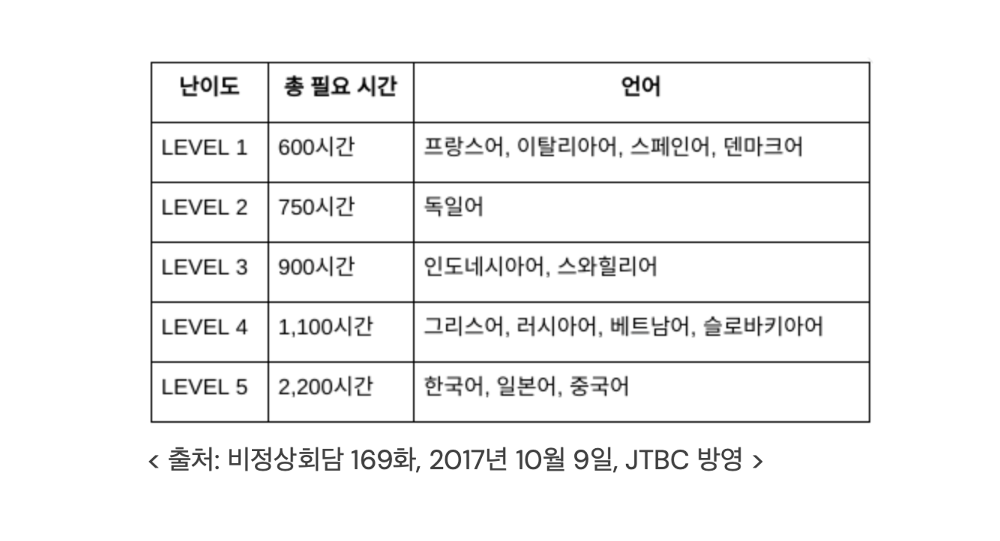 난이도 총 필요 시간 언어
LEVEL 1 600시간 프랑스어, 이탈리아어, 스페인어, 덴마크어
LEVEL 2 750시간 독일어
LEVEL 3 900시간 인도네시아어, 스와힐리어
LEVEL 4 1,100시간 그리스어, 러시아어, 베트남어, 슬로바키아어
LEVEL 5 2,200시간 한국어, 일본어, 중국어
< 출처: 비정상회담 169화, 2017년 10월 9일, JTBC 방영 >